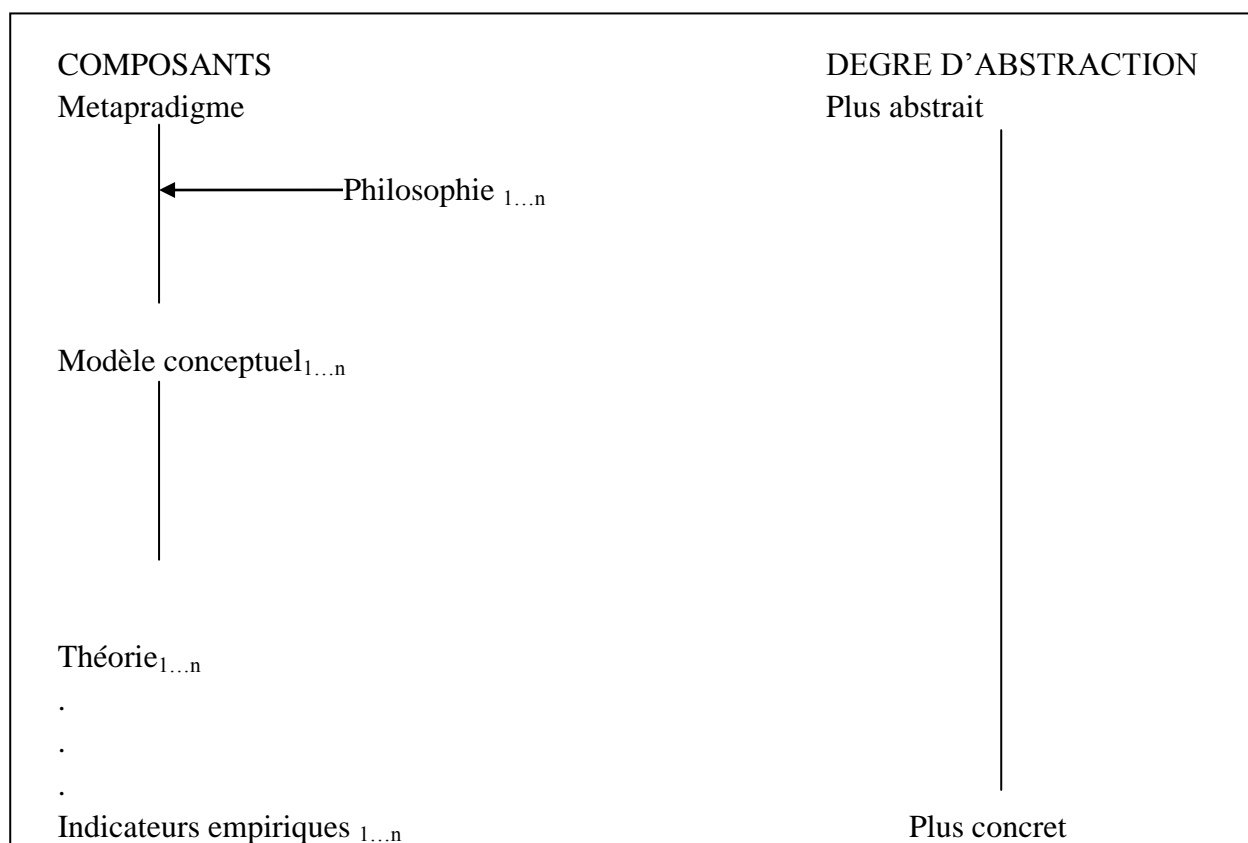 COMPOSANTS DEGRE D’ABSTRACTION
Metapradigme Plus abstrait
Philosophie 1…n
Modèle conceptuel1…n
Théorie1…n
.
.
.
Indicateurs empiriques 1…n Plus concret